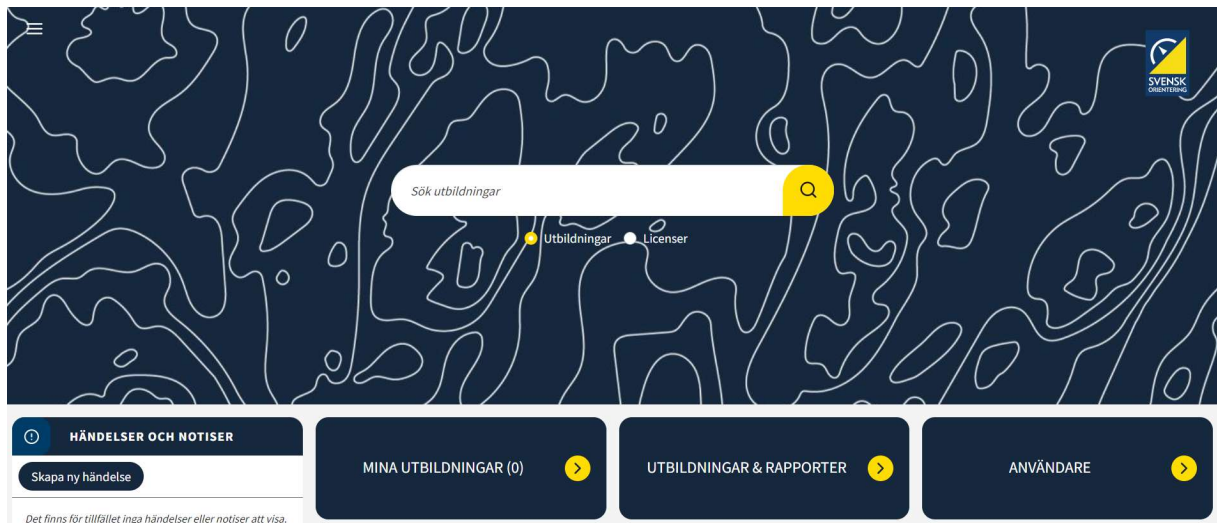 SVENSK
ORIENTERING
Sök utbildningar
Utbildningar Licenser
HÄNDELSER OCH NOTISER
Skapa ny händelse
Det finns för tillfället inga händelser eller notiser att visa.
MINA UTBILDNINGAR (0)
UTBILDNINGAR & RAPPORTER
ANVÄNDARE